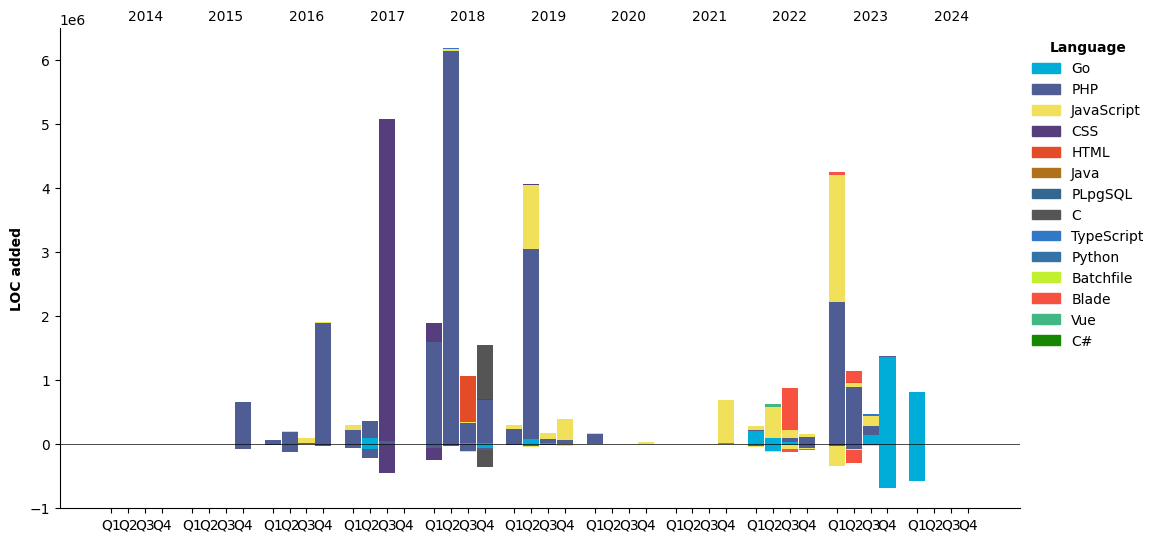 1e6
2014 2015 2016 2017 2018 2019 2020 2021 2022 2023 2024
Language
Go
PHP
JavaScript
CSS
HTML
Java
PLpgSQL
C
TypeScript
Python
Batchfile
Blade
Vue
C#
LOC added
6
5
4
3
2
1
0
−1
Q1Q2Q3Q4 Q1Q2Q3Q4 Q1Q2Q3Q4 Q1Q2Q3Q4 Q1Q2Q3Q4 Q1Q2Q3Q4 Q1Q2Q3Q4 Q1Q2Q3Q4 Q1Q2Q3Q4 Q1Q2Q3Q4 Q1Q2Q3Q4